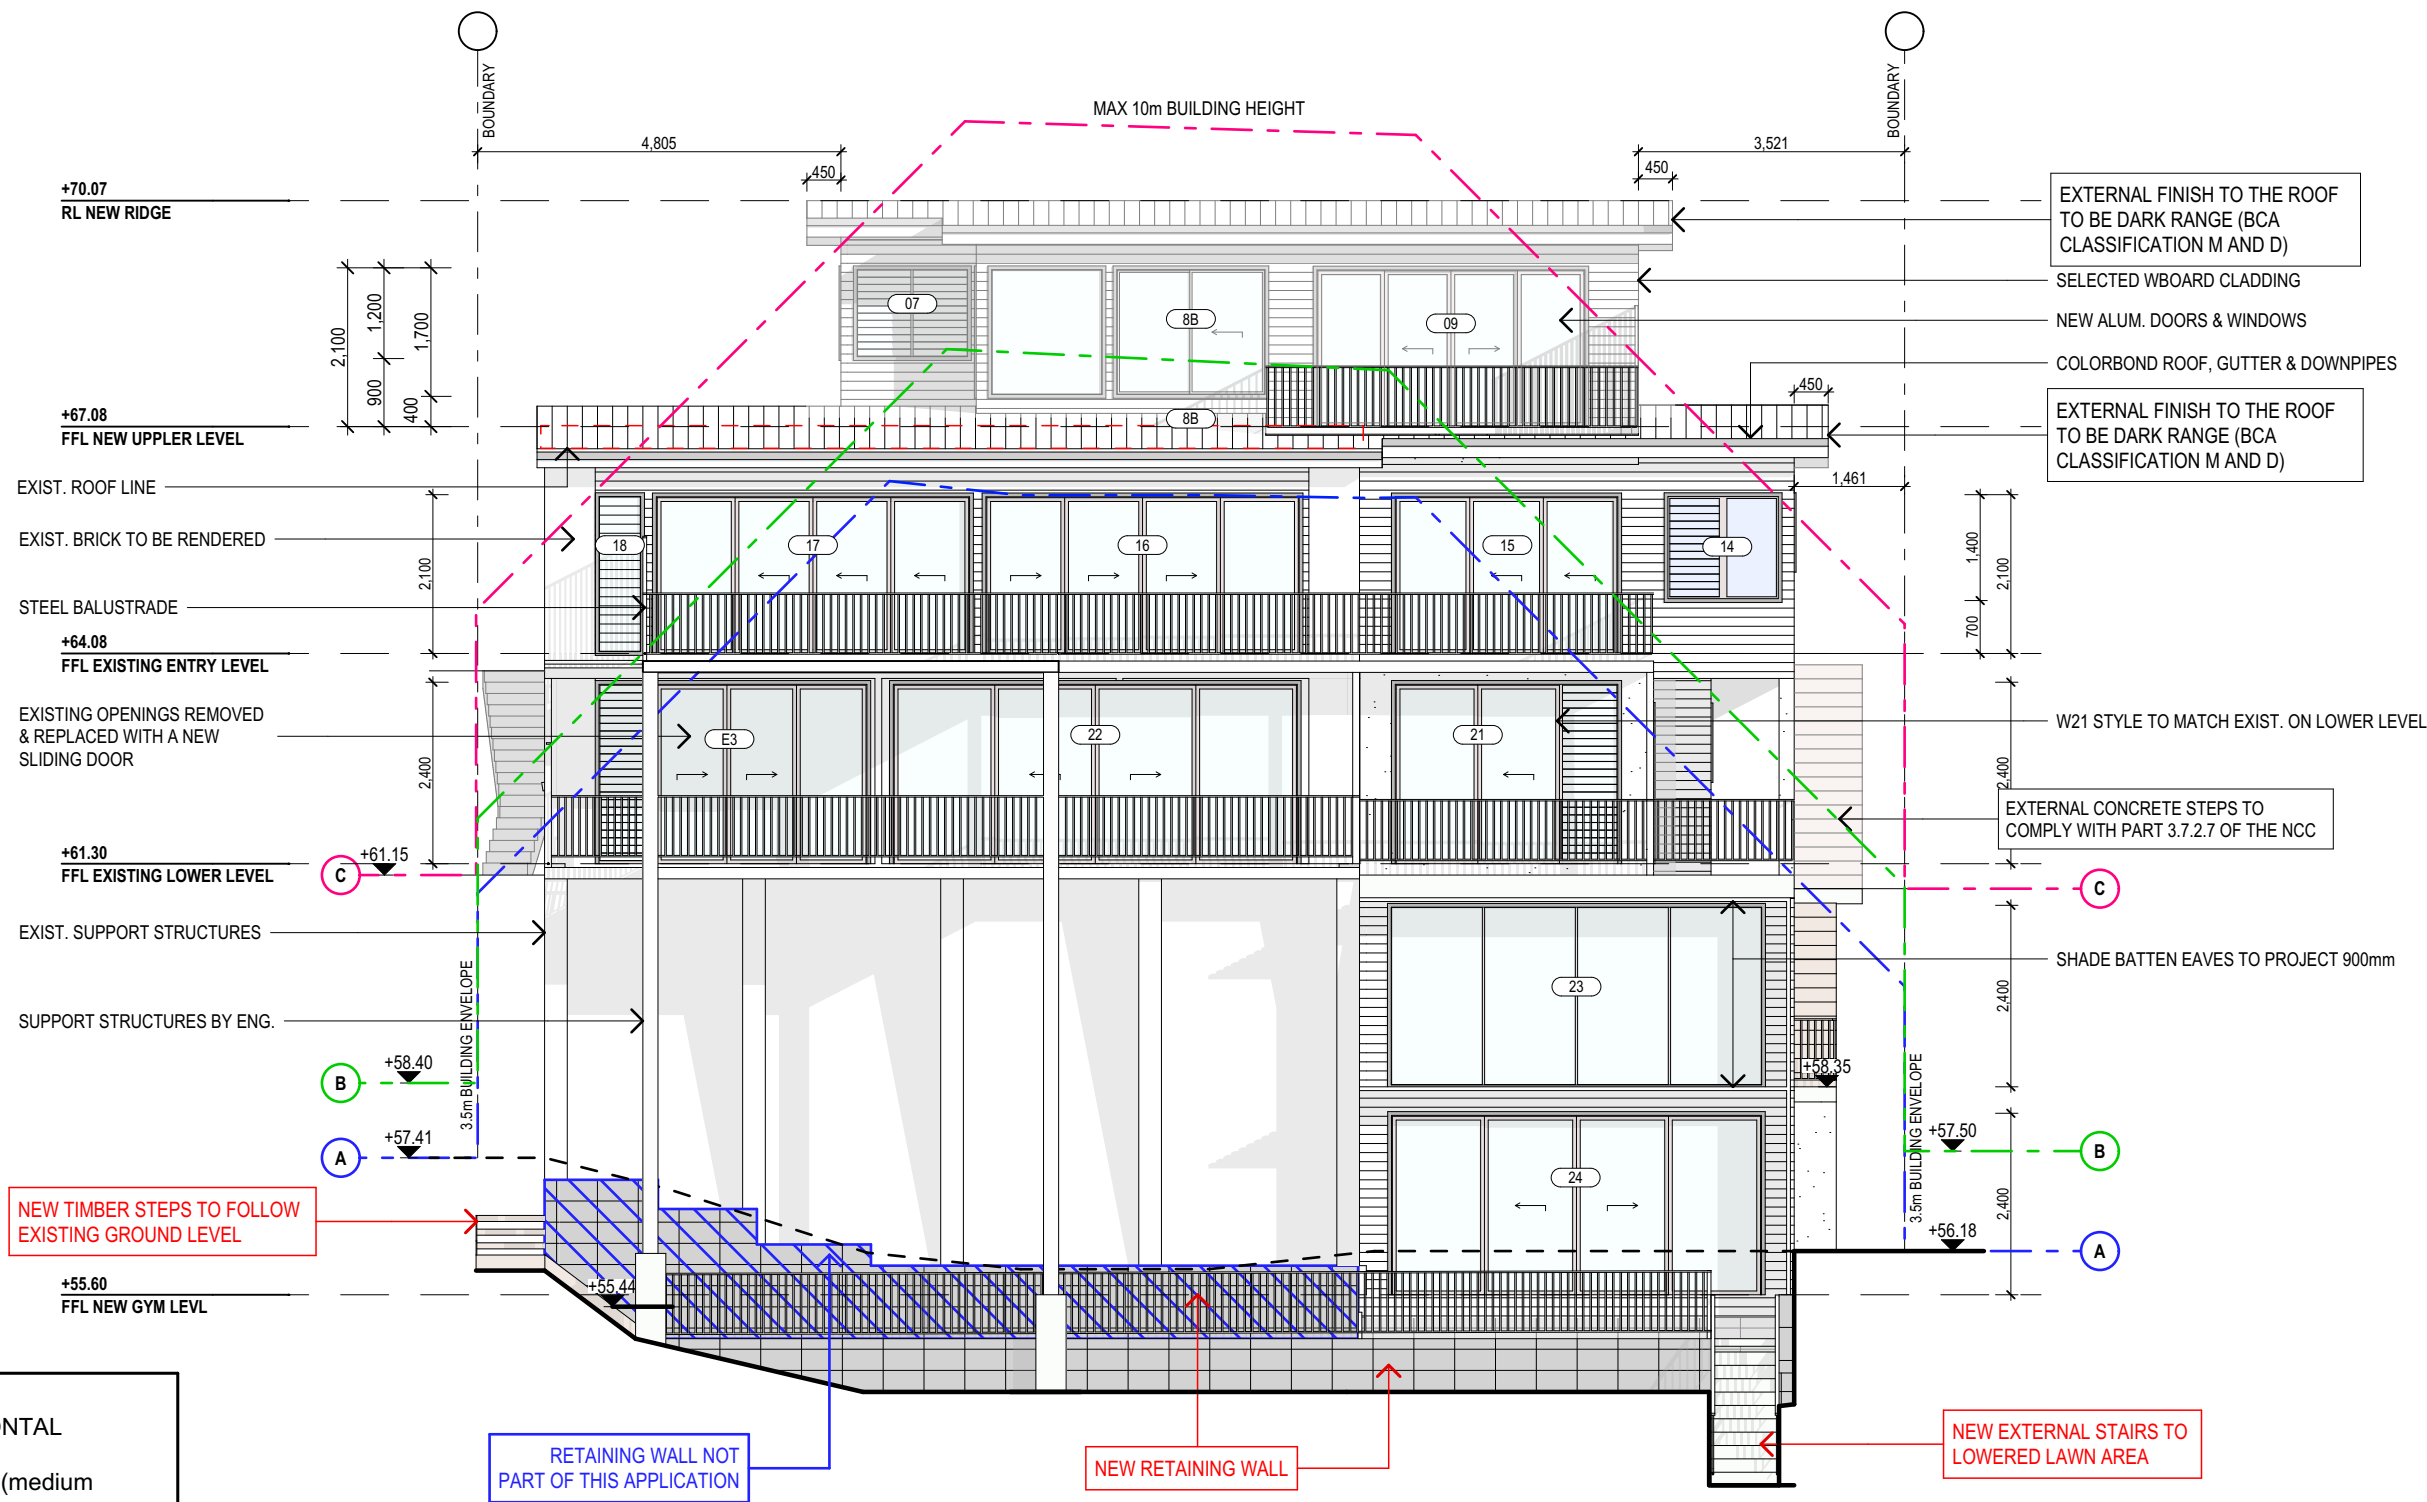 BOUNDARY
BOUNDARY
MAX 10m BUILDING HEIGHT
4,805
3,521
450
450
+70.07
RL NEW RIDGE
EXTERNAL FINISH TO THE ROOF
TO BE DARK RANGE (BCA
CLASSIFICATION M AND D)
SELECTED WBOARD CLADDING
NEW ALUM. DOORS & WINDOWS
COLORBOND ROOF, GUTTER & DOWNPIPES
2,100
1,200
900
1,700
400
07
8B
09
450
+67.08
FFL NEW UPPLER LEVEL
8B
EXTERNAL FINISH TO THE ROOF
TO BE DARK RANGE (BCA
CLASSIFICATION M AND D)
1,461
EXIST. ROOF LINE
EXIST. BRICK TO BE RENDERED
STEEL BALUSTRADE
2,100
18
17
16
15
14
1,400
700
2,100
+64.08
FFL EXISTING ENTRY LEVEL
EXISTING OPENINGS REMOVED
& REPLACED WITH A NEW
SLIDING DOOR
2,400
E3
22
21
W21 STYLE TO MATCH EXIST. ON LOWER LEVEL
2,400
EXTERNAL CONCRETE STEPS TO
COMPLY WITH PART 3.7.2.7 OF THE NCC
+61.30
FFL EXISTING LOWER LEVEL
C
+61.15
C
EXIST. SUPPORT STRUCTURES
SHADE BATTEN EAVES TO PROJECT 900mm
23
2,400
SUPPORT STRUCTURES BY ENG.
3.5m BUILDING ENVELOPE
3.5m BUILDING ENVELOPE
B
+58.40
+58.35
A
+57.41
+57.50
B
24
2,400
+56.18
A
NEW TIMBER STEPS TO FOLLOW
EXISTING GROUND LEVEL
+55.60
FFL NEW GYM LEVL
+55.44
RETAINING WALL NOT
PART OF THIS APPLICATION
NEW RETAINING WALL
NEW EXTERNAL STAIRS TO
LOWERED LAWN AREA
ONTAL
(medium